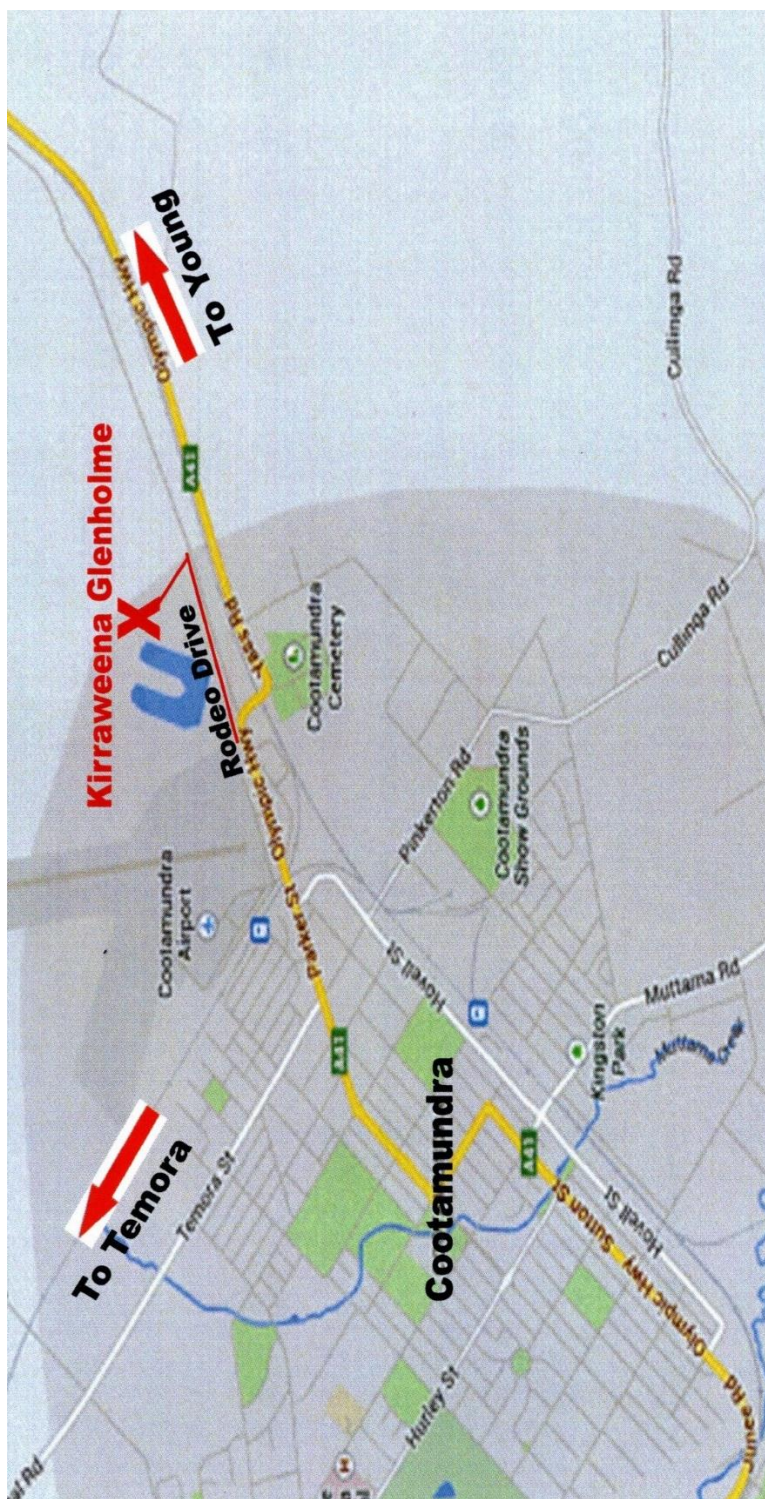 Kirraweena Glenholme
To Young
Olympic Hwy
A41
Rodeo Drive
Yass Rd
Cootamundra
Cemetery
Olympic Hwy
Parker St
Cootamundra
Airport
Pinkerton Rd
Cullinga Rd
Cullinga Rd
Cootamundra
Show Grounds
Hovell St
A41
To Temora
Temora St
Cootamundra
Muttama Rd
Kingston
Park
Muttama Creek
A41
Sutton St
Olympic Hwy
Hovell St
Hurley St
Junee Rd
H